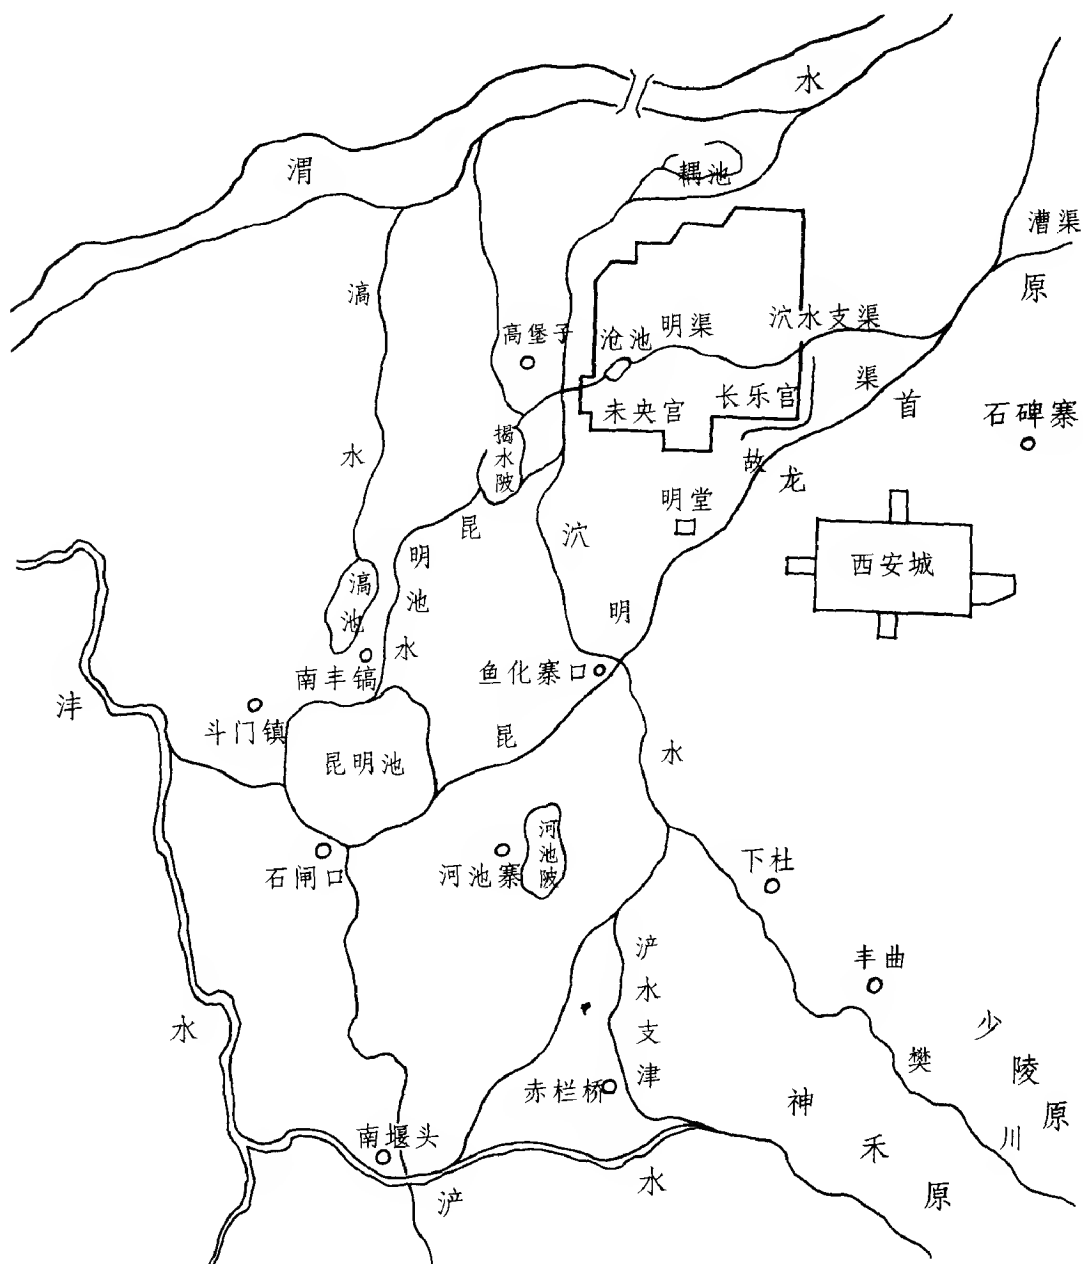 水
渭
耦池
漕渠
原
滈
高堡子
沧池
明渠
泬水支渠
渠
首
未央宫
长乐宫
石碑寨
揭水陂
水
故
龙
明堂
昆
明
池
水
泬
西安城
滈池
明
南丰镐
鱼化寨口
沣
斗门镇
昆明池
昆
水
河池陂
下杜
石闸口
河池寨
丰曲
浐水支津
水
少
陵
原
樊
川
赤栏桥
神
禾
原
南堰头
浐
水